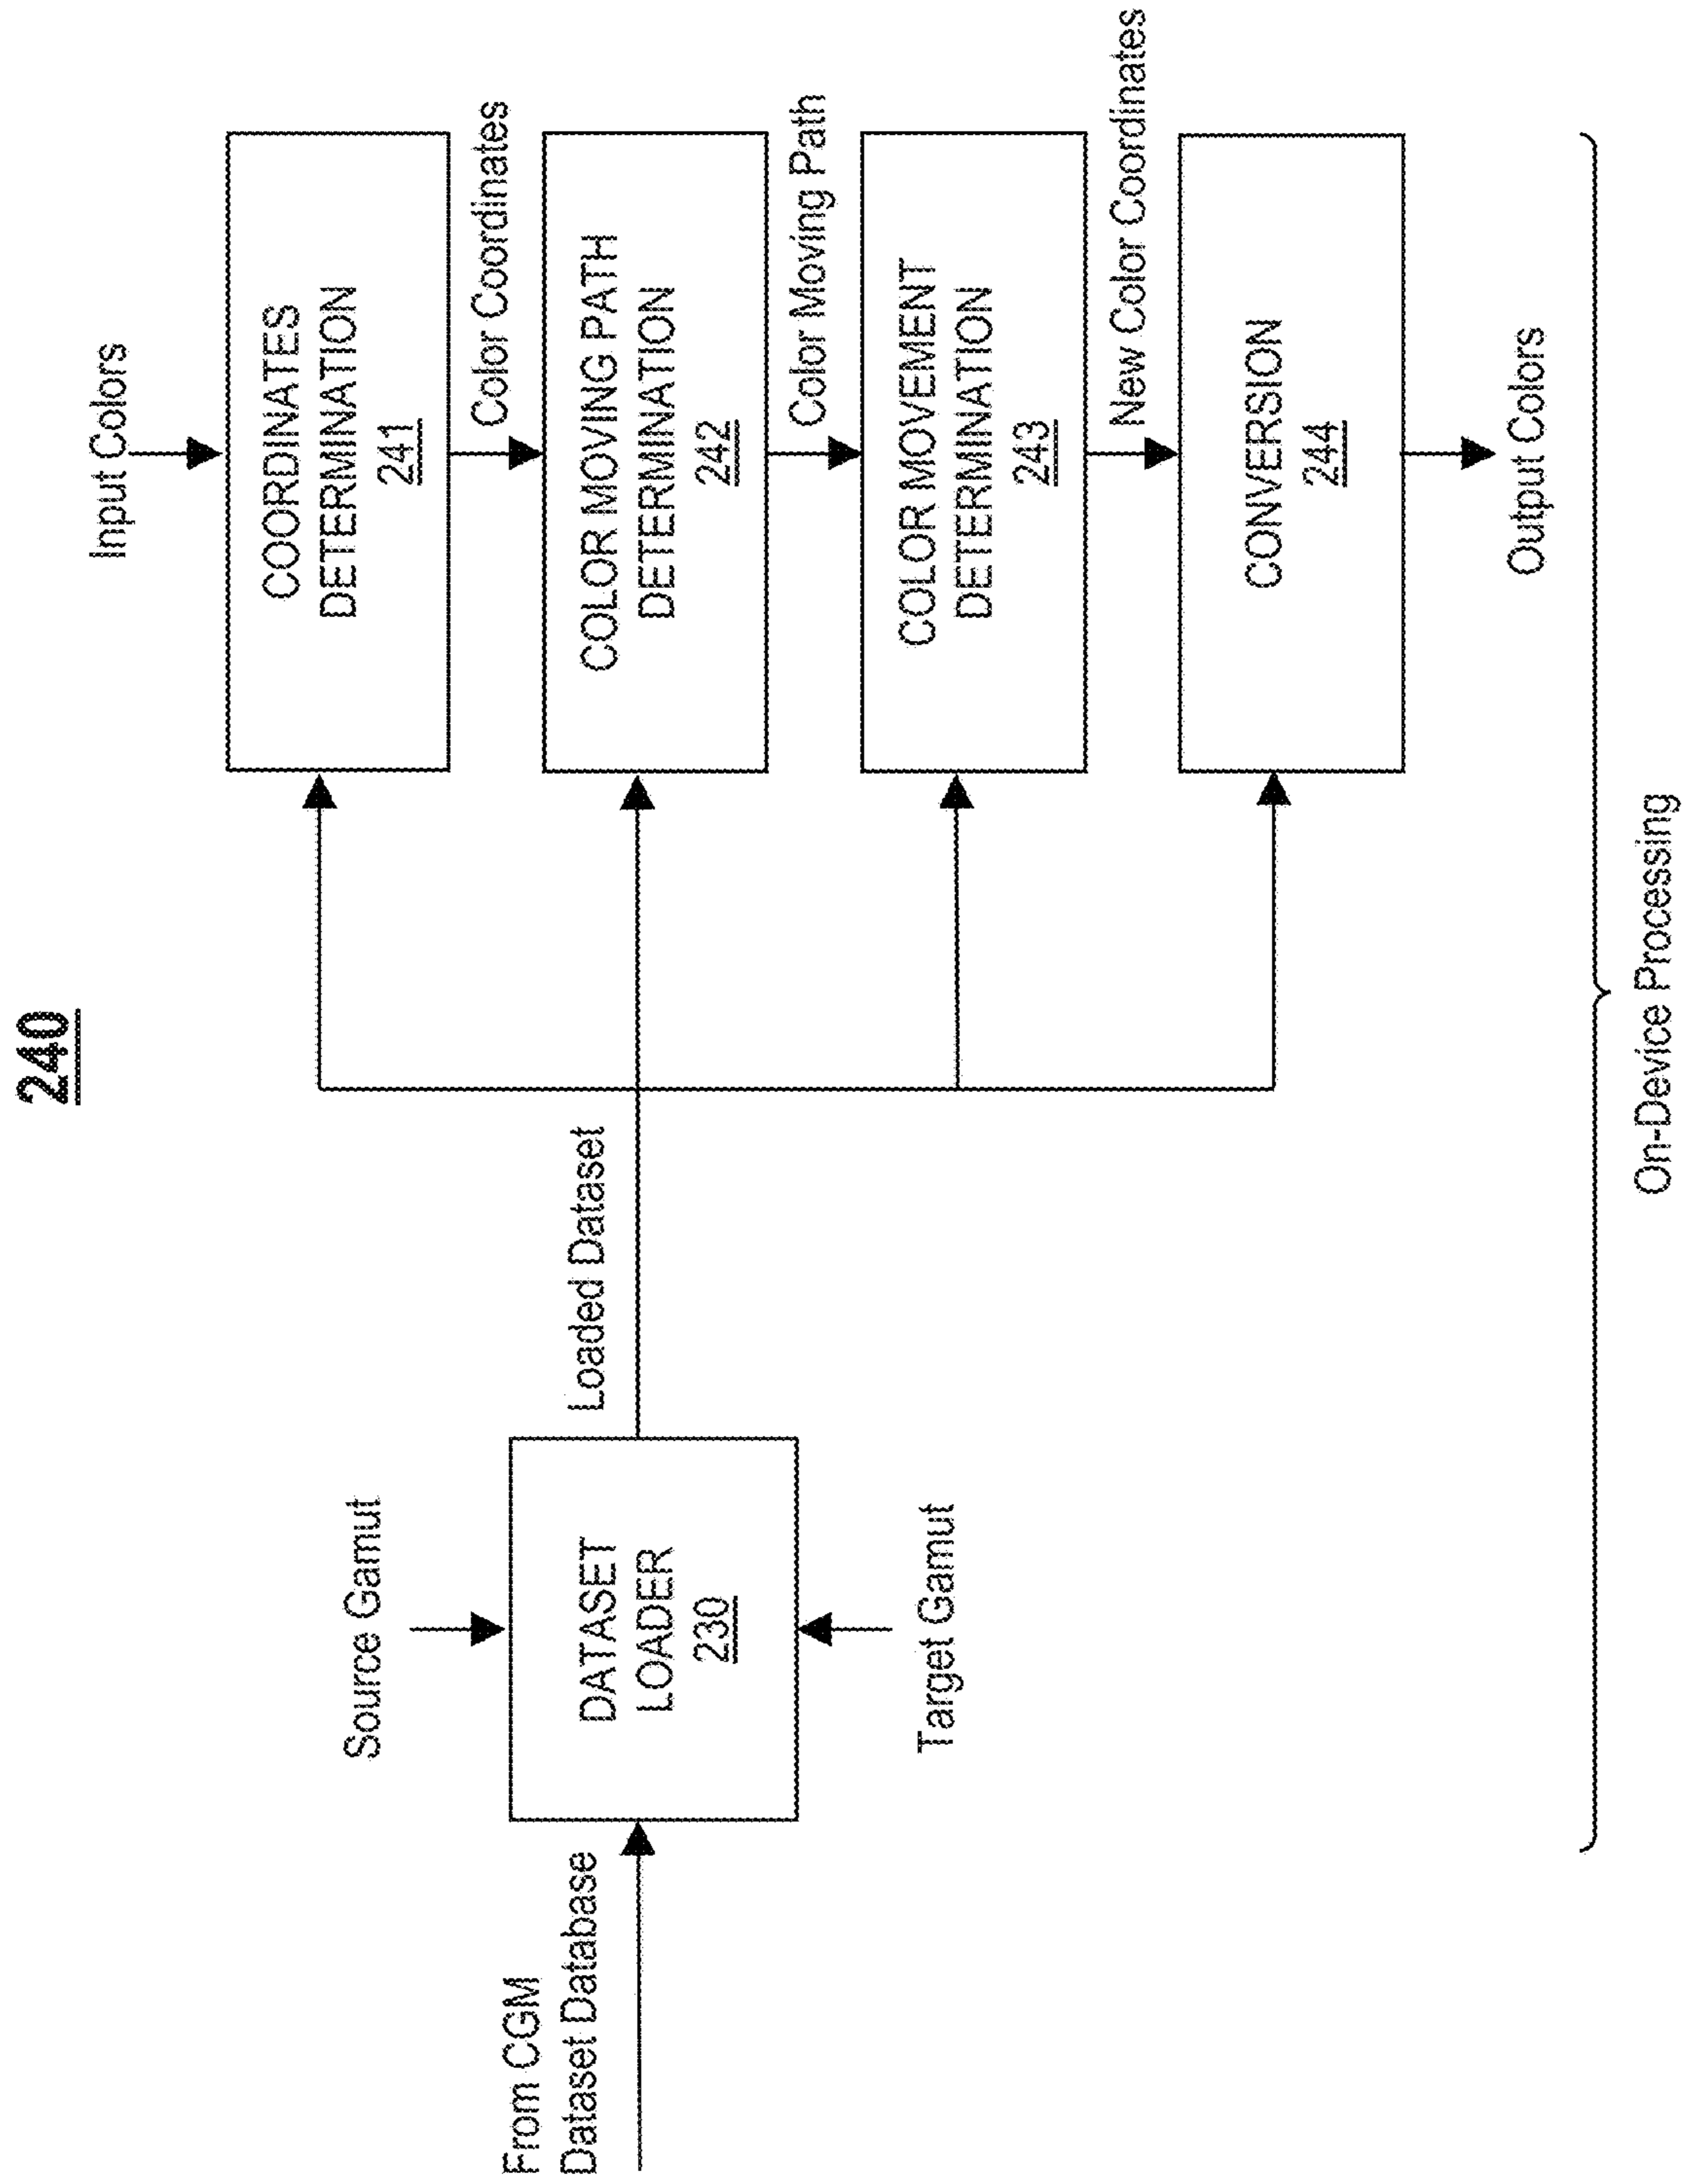 240
Input Colors
COORDINATES
DETERMINATION
241
Color Coordinates
COLOR MOVING PATH
DETERMINATION
242
Color Moving Path
COLOR MOVEMENT
DETERMINATION
243
New Color Coordinates
CONVERSION
244
Output Colors
From CGM
Dataset Database
Source Gamut
DATASET
LOADER
230
Target Gamut
Loaded Dataset
On-Device Processing